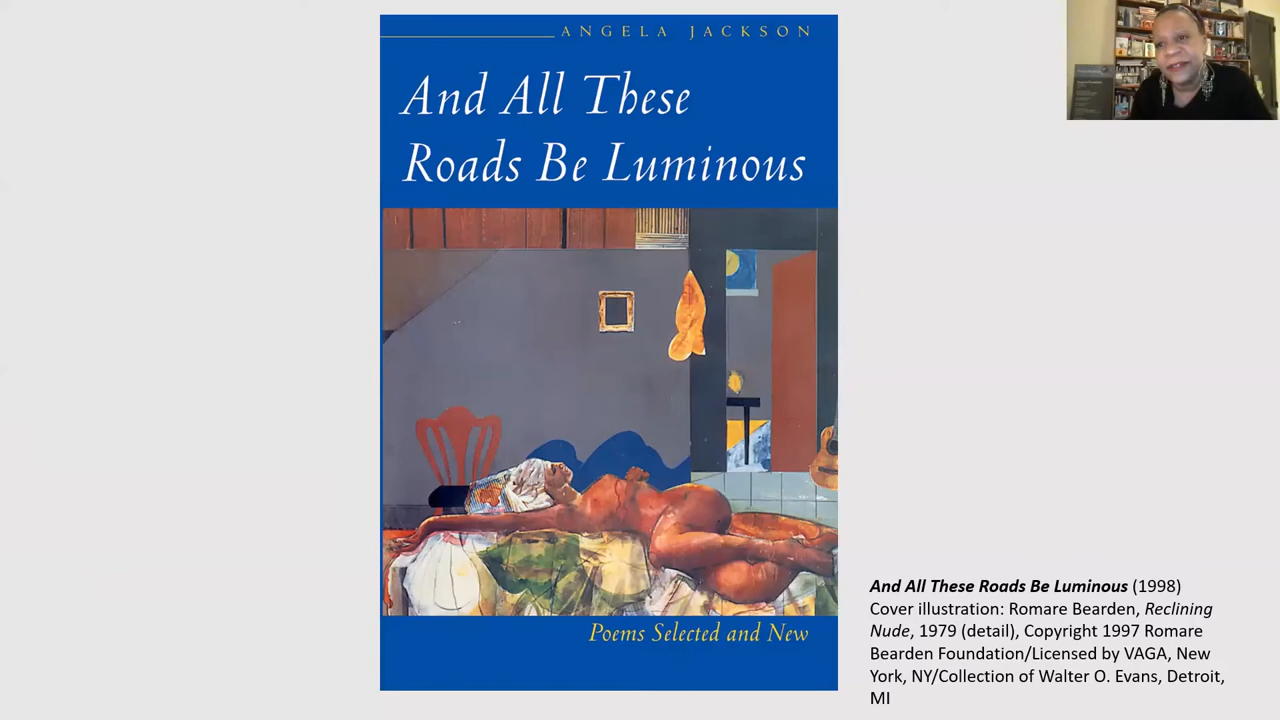 ANGELA JACKSON
And All These
Roads Be Luminous
Poems Selected and New
And All These Roads Be Luminous (1998)
Cover illustration: Romare Bearden, Reclining
Nude, 1979 (detail), Copyright 1997 Romare
Bearden Foundation/Licensed by VAGA, New
York, NY/Collection of Walter O. Evans, Detroit,
MI